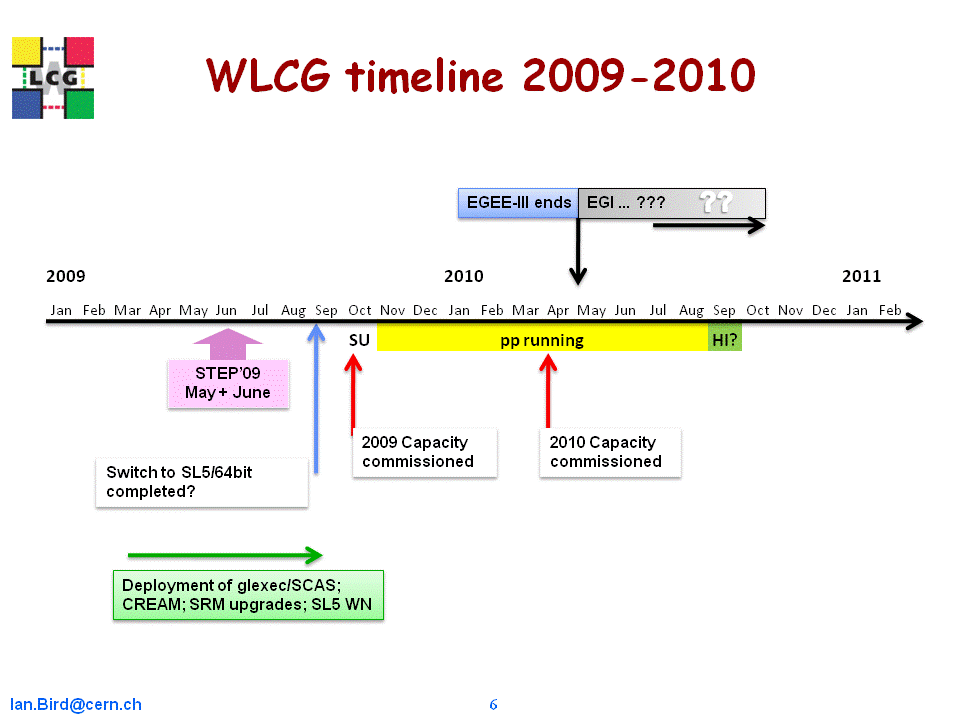 LCG
WLCG timeline 2009-2010
EGEE-III ends
EGI ... ???
??
2009
2010
2011
Jan Feb Mar Apr May Jun Jul Aug Sep Oct Nov Dec Jan Feb Mar Apr May Jun Jul Aug Sep Oct Nov Dec Jan Feb
SU
pp running
HI?
STEP'09
May + June
2009 Capacity
commissioned
2010 Capacity
commissioned
Switch to SL5/64bit
completed?
Deployment of glexec/SCAS;
CREAM; SRM upgrades; SL5 WN
Ian.Bird@cern.ch
6